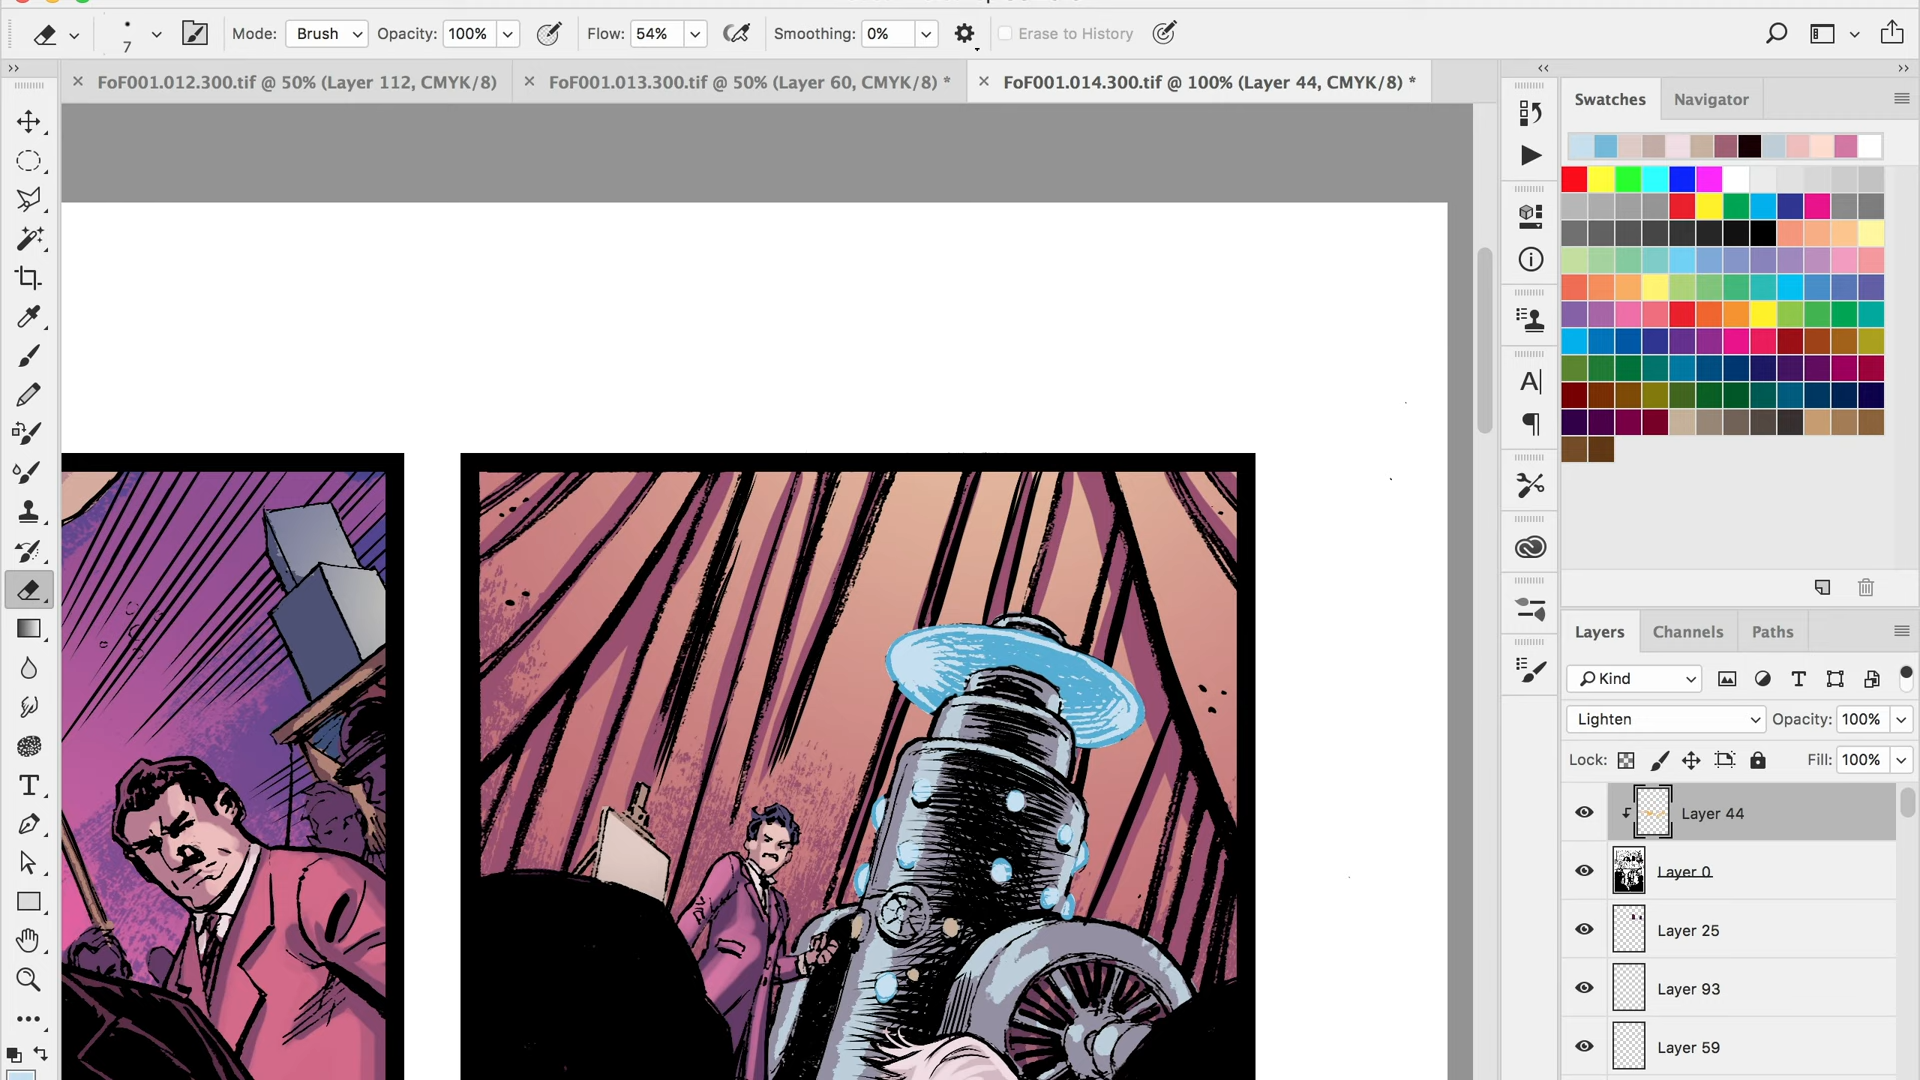 7
Mode: Brush Opacity: 100% Flow: 54% Smoothing: 0% Erase to History
FoF001.012.300.tif @ 50% (Layer 112, CMYK/8)
FoF001.013.300.tif @ 50% (Layer 60, CMYK/8) *
FoF001.014.300.tif @ 100% (Layer 44, CMYK/8) *
Swatches Navigator
Layers Channels Paths
Kind
Lighten Opacity: 100%
Lock: Fill: 100%
Layer 44
Layer 0
Layer 25
Layer 93
Layer 59